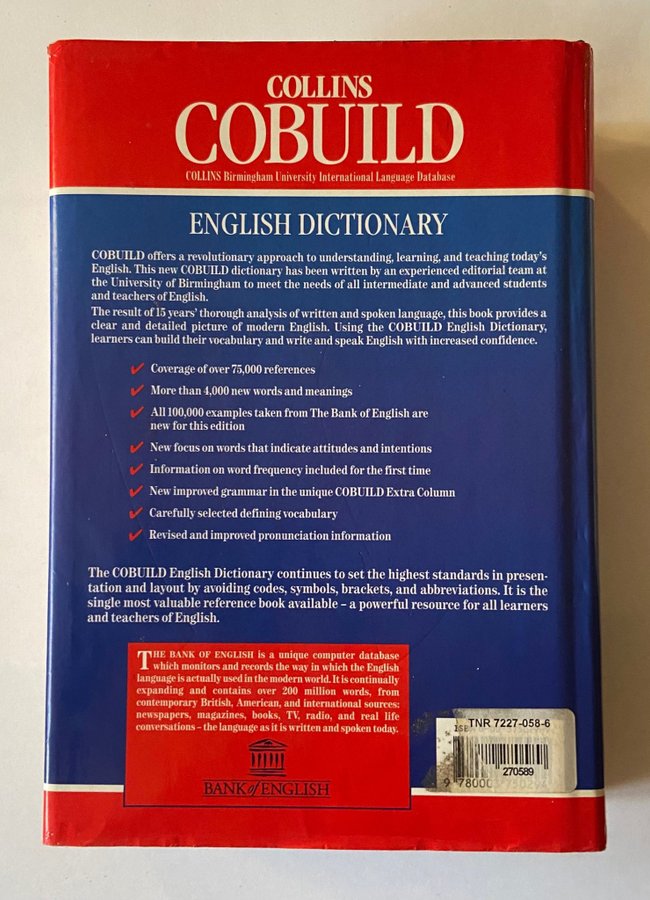 COLLINS
COBUILD
COLLINS Birmingham University International Language Database
ENGLISH DICTIONARY
COBUILD offers a revolutionary approach to understanding, learning, and teaching today's
English. This new COBUILD dictionary has been written by an experienced editorial team at
the University of Birmingham to meet the needs of all intermediate and advanced students
and teachers of English.
The result of 15 years' thorough analysis of written and spoken language, this book provides a
clear and detailed picture of modern English. Using the COBUILD English Dictionary,
learners can build their vocabulary and write and speak English with increased confidence.
✓ Coverage of over 75,000 references
✓ More than 4,000 new words and meanings
✓ All 100,000 examples taken from The Bank of English are
new for this edition
✓ New focus on words that indicate attitudes and intentions
✓ Information on word frequency included for the first time
✓ New improved grammar in the unique COBUILD Extra Column
✓ Carefully selected defining vocabulary
✓ Revised and improved pronunciation information
The COBUILD English Dictionary continues to set the highest standards in presen-
tation and layout by avoiding codes, symbols, brackets, and abbreviations. It is the
single most valuable reference book available – a powerful resource for all learners
and teachers of English.
THE BANK OF ENGLISH is a unique computer database
which monitors and records the way in which the English
language is actually used in the modern world. It is continually
expanding and contains over 200 million words, from
contemporary British, American, and international sources:
newspapers, magazines, books, TV, radio, and real life
conversations – the language as it is written and spoken today.
BANK of ENGLISH
TNR 7227-058-6
270589